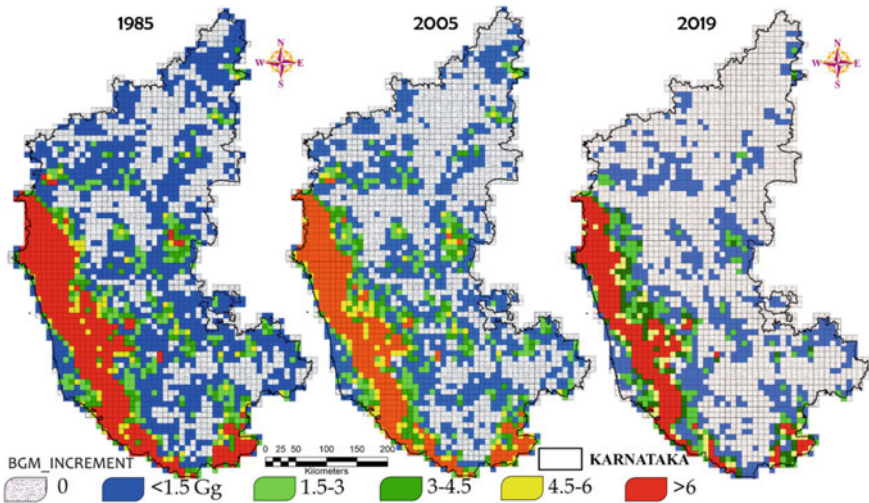 1985
2005
2019
N
W E
S
N
W E
S
N
W E
S
BGM_INCREMENT
0 25 50 100 150 200
Kilometers
KARNATAKA
0
<1.5 Gg
1.5-3
3-4.5
4.5-6
>6